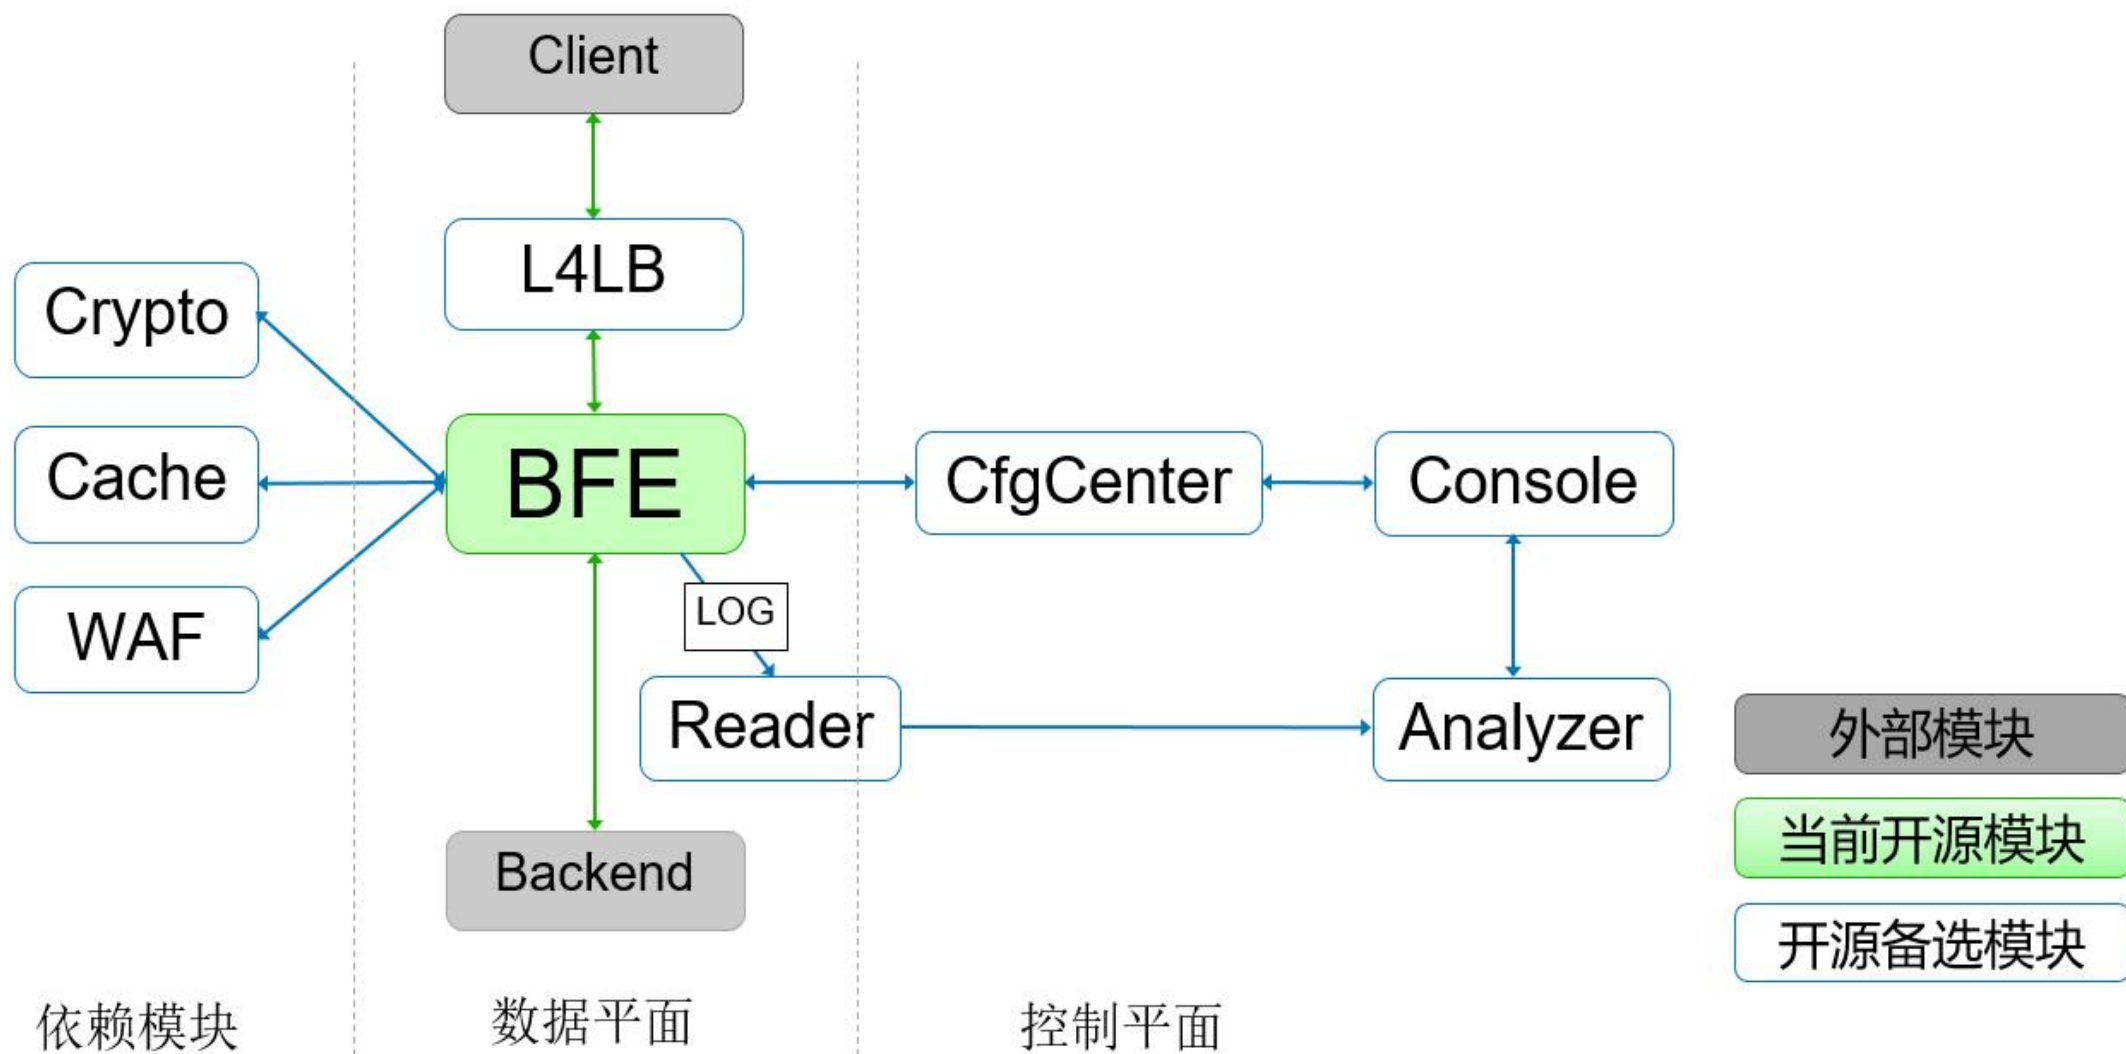 Client
L4LB
Crypto
Cache
WAF
BFE
CfgCenter
Console
LOG
Reader
Analyzer
Backend
外部模块
当前开源模块
开源备选模块
依赖模块
数据平面
控制平面